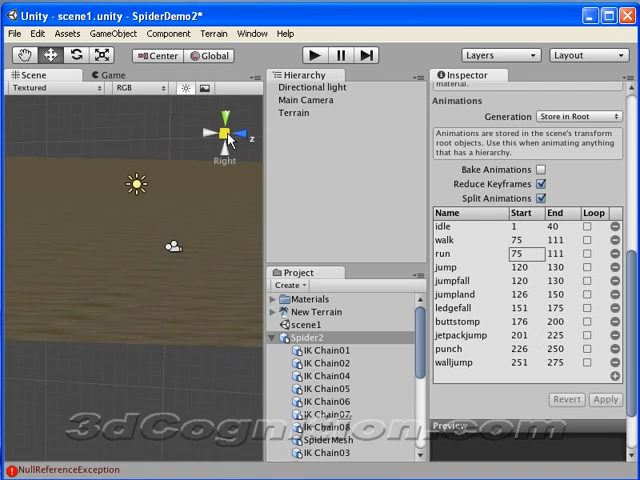 Unity - scene1.unity - SpiderDemo2*
File Edit Assets GameObject Component Terrain Window Help
Center Global Layers Layout
Scene Game
Textured RGB
z
Right
Hierarchy
Directional light
Main Camera
Terrain
Project
Create
Materials
New Terrain
scene1
Spider2
IK Chain01
IK Chain02
IK Chain04
IK Chain05
IK Chain06
IK Chain07
IK Chain08
SpiderMesh
IK Chain03
Inspector
material.
Animations
Generation Store in Root
Animations are stored in the scene's transform
root objects. Use this when animating anything
that has a hierarchy.
Bake Animations
Reduce Keyframes
Split Animations
Name Start End Loop
idle 1 40
walk 75 111
run 75 111
jump 120 130
jumpfall 120 130
jumpland 126 150
ledgefall 151 175
buttstomp 176 200
jetpackjump 201 225
punch 226 250
walljump 251 275
Revert Apply
Preview
3dCognition.com
NullReferenceException